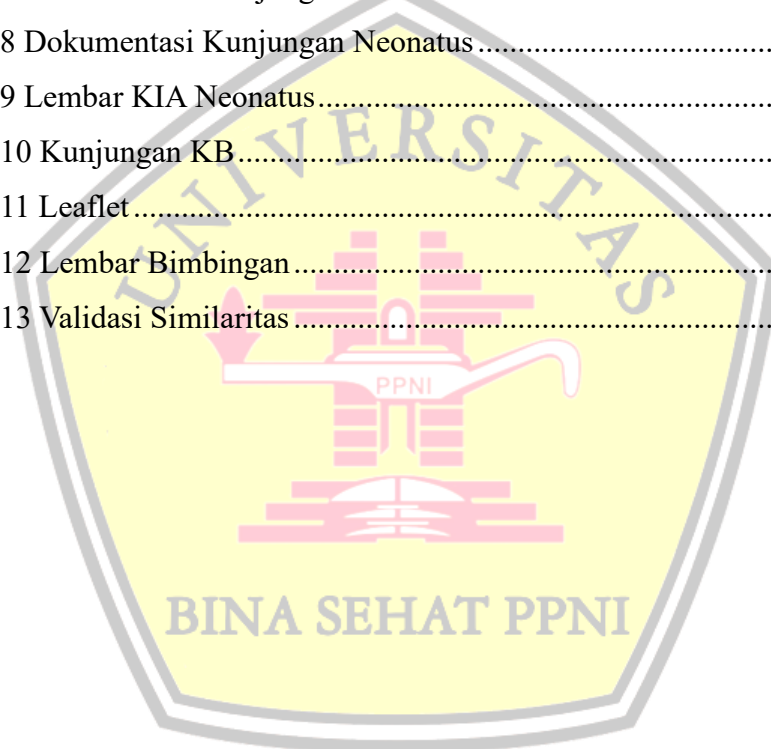 8 Dokumentasi Kunjungan Neonatus
9 Lembar KIA Neonatus
10 Kunjungan KB
11 Leaflet
12 Lembar Bimbingan
13 Validasi Similaritas
UNIVERSITAS
PPNI
BINA SEHAT PPNI